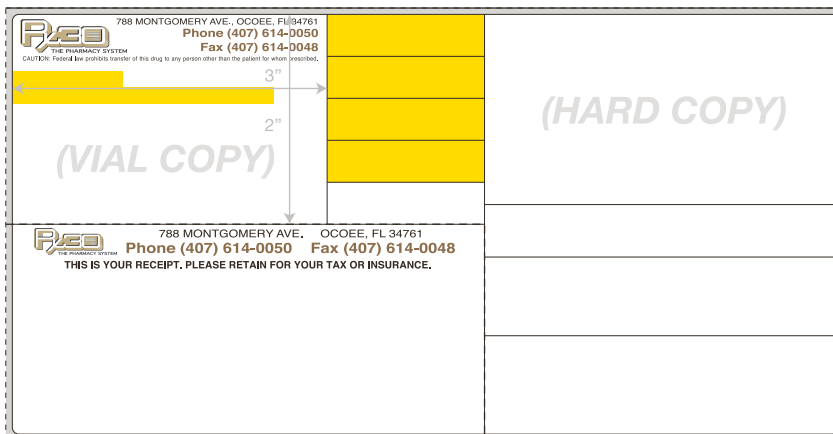 788 MONTGOMERY AVE., OCOEE, FL 34761
Phone (407) 614-0050
Fax (407) 614-0048
THE PHARMACY SYSTEM
CAUTION: Federal law prohibits transfer of this drug to any person other than the patient for whom prescribed.
3"
2"
(VIAL COPY)
(HARD COPY)
788 MONTGOMERY AVE. OCOEE, FL 34761
Phone (407) 614-0050 Fax (407) 614-0048
THE PHARMACY SYSTEM
THIS IS YOUR RECEIPT. PLEASE RETAIN FOR YOUR TAX OR INSURANCE.